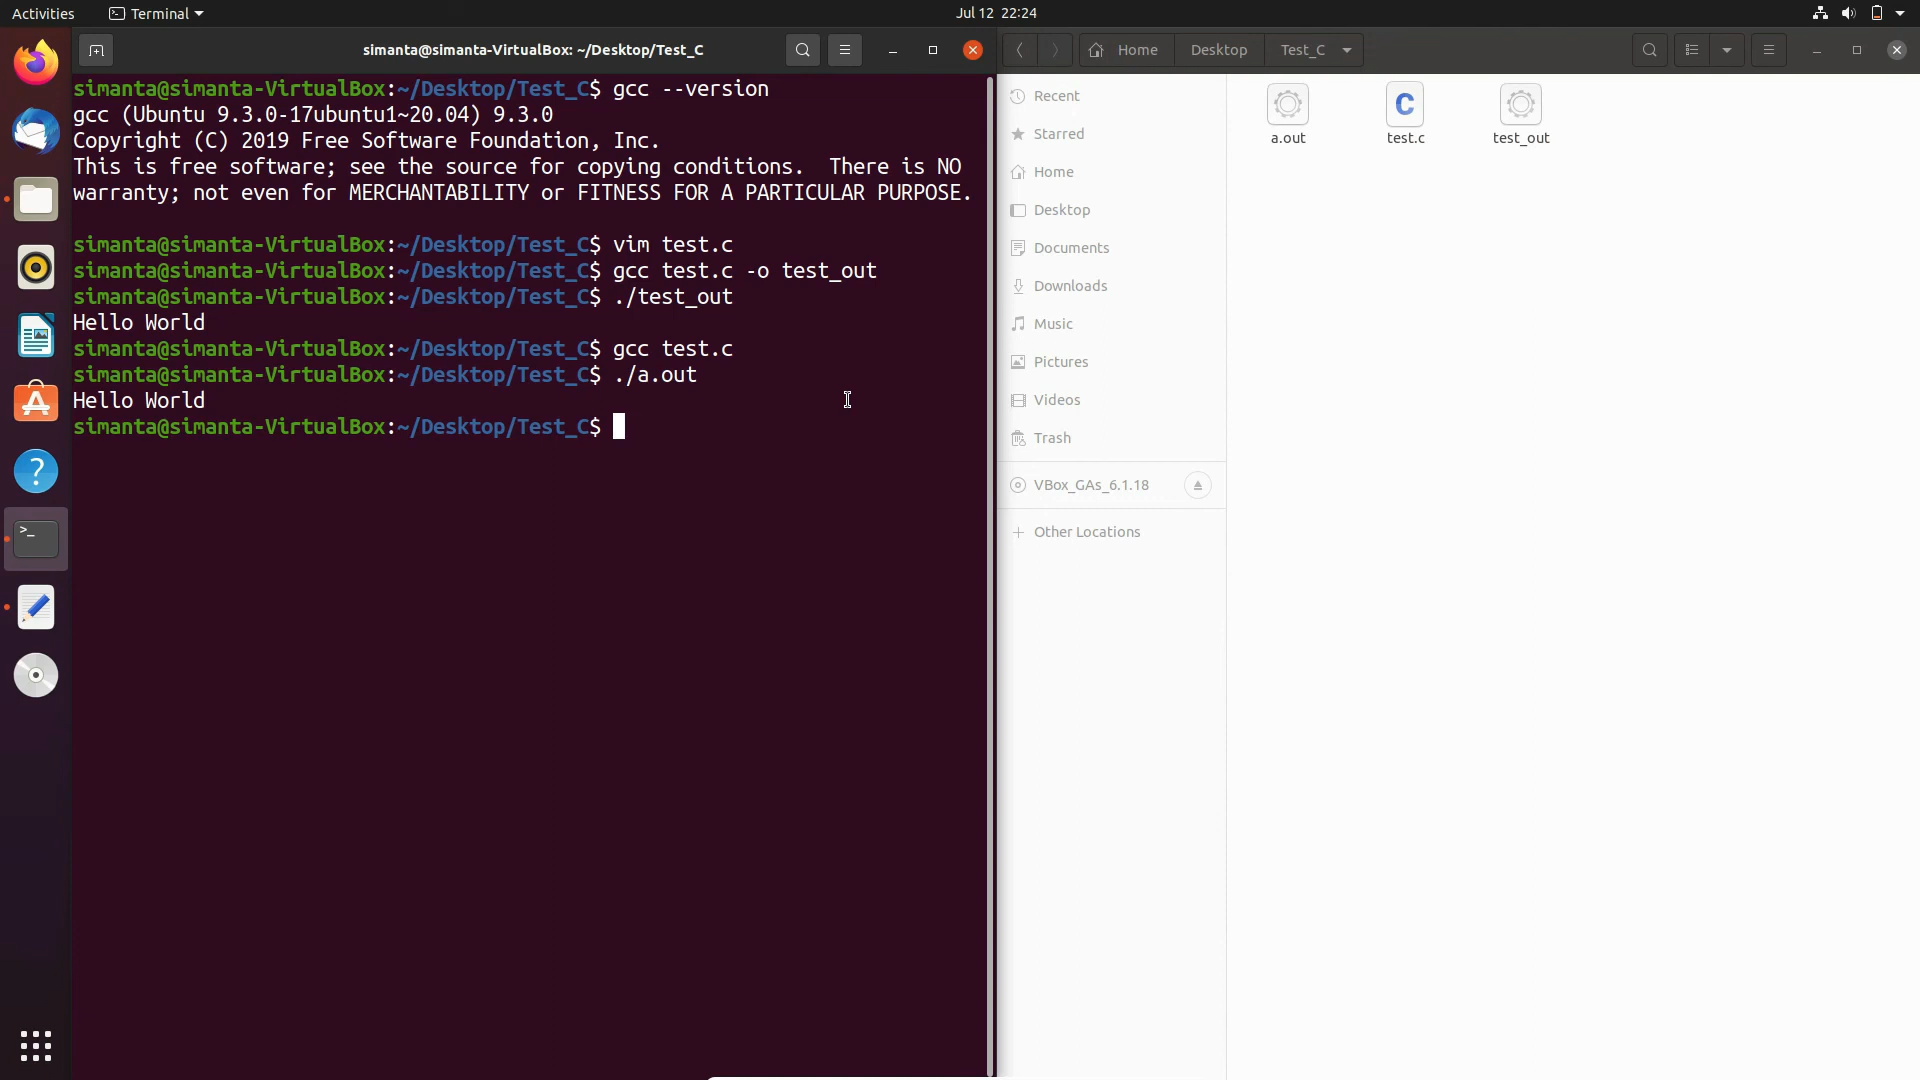 Activities
Terminal
Jul 12 22:24
simanta@simanta-VirtualBox: ~/Desktop/Test_C
simanta@simanta-VirtualBox:~/Desktop/Test_C$ gcc --version
gcc (Ubuntu 9.3.0-17ubuntu1~20.04) 9.3.0
Copyright (C) 2019 Free Software Foundation, Inc.
This is free software; see the source for copying conditions.  There is NO
warranty; not even for MERCHANTABILITY or FITNESS FOR A PARTICULAR PURPOSE.
simanta@simanta-VirtualBox:~/Desktop/Test_C$ vim test.c
simanta@simanta-VirtualBox:~/Desktop/Test_C$ gcc test.c -o test_out
simanta@simanta-VirtualBox:~/Desktop/Test_C$ ./test_out
Hello World
simanta@simanta-VirtualBox:~/Desktop/Test_C$ gcc test.c
simanta@simanta-VirtualBox:~/Desktop/Test_C$ ./a.out
Hello World
simanta@simanta-VirtualBox:~/Desktop/Test_C$
Home
Desktop
Test_C
Recent
Starred
Home
Desktop
Documents
Downloads
Music
Pictures
Videos
Trash
VBox_GAs_6.1.18
Other Locations
a.out
C
test.c
test_out